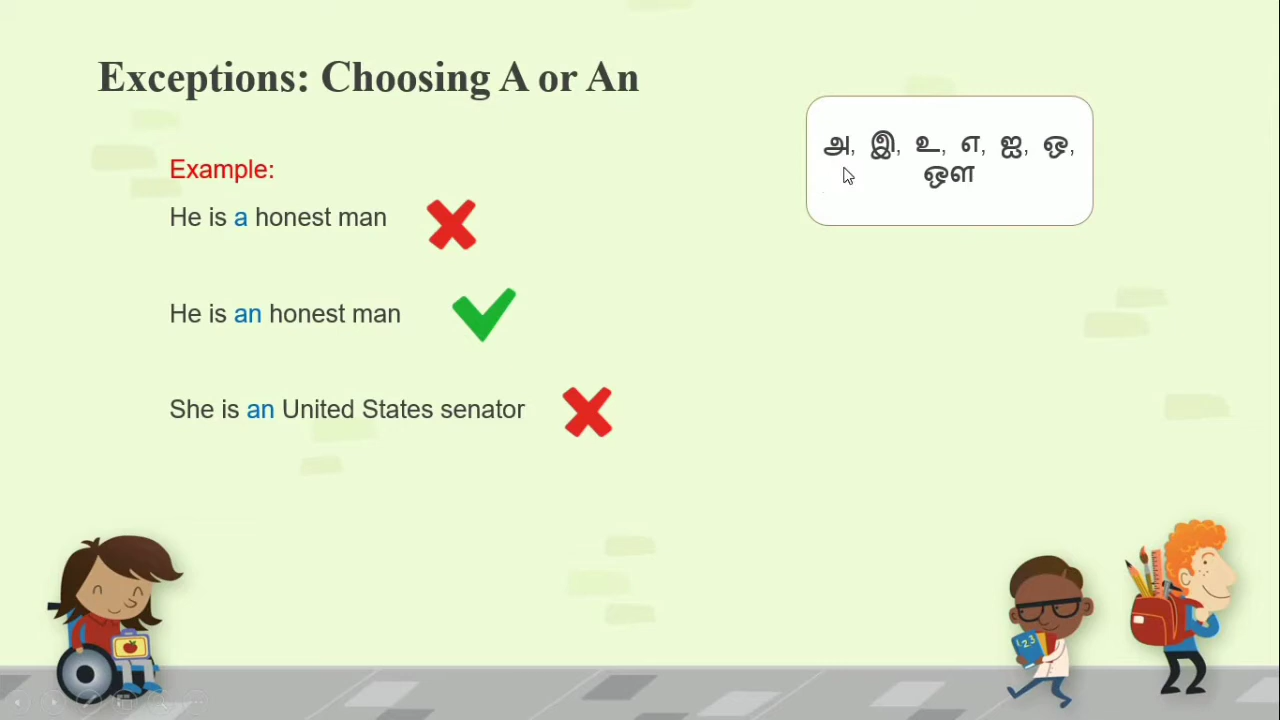 Exceptions: Choosing A or An
Example:
He is a honest man
He is an honest man
She is an United States senator
அ, இ, உ, எ, ஐ, ஒ,
ஔ
123